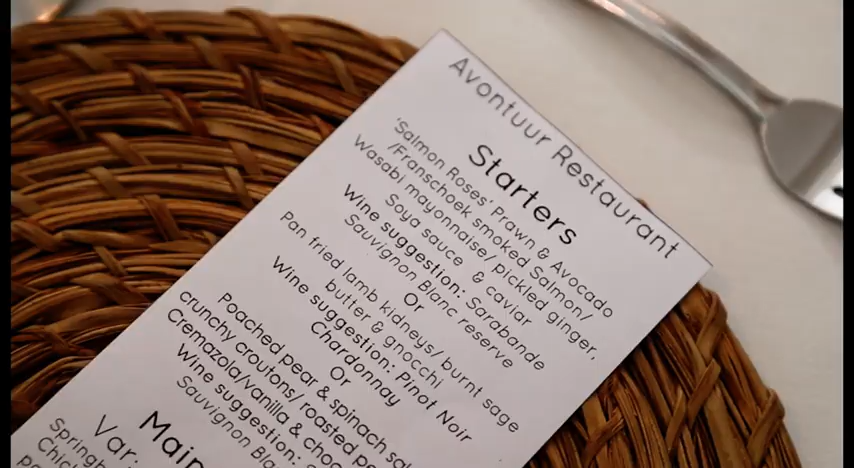 Avontuur Restaurant
Starters
'Salmon Roses' Prawn & Avocado
/Franschoek smoked Salmon/
Wasabi mayonnaise/ pickled ginger,
Soya sauce & caviar
Wine suggestion: Sarabande
Sauvignon Blanc reserve
Or
Pan fried lamb kidneys/ burnt sage
butter & gnocchi
Wine suggestion: Pinot Noir
Chardonnay
Or
Poached pear & spinach
crunchy croutons/ roasted
Cremazola/vanilla &
Wine suggestion:
Sauvignon